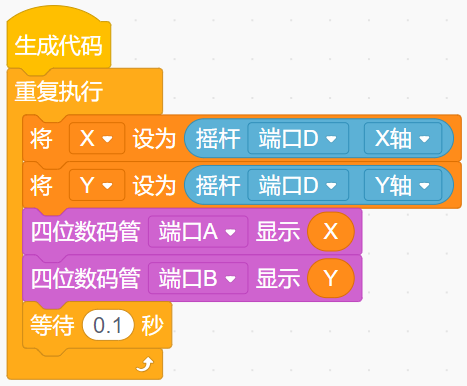 生成代码
重复执行
将 X 设为 摇杆 端口D X轴
将 Y 设为 摇杆 端口D Y轴
四位数码管 端口A 显示 X
四位数码管 端口B 显示 Y
等待 0.1 秒